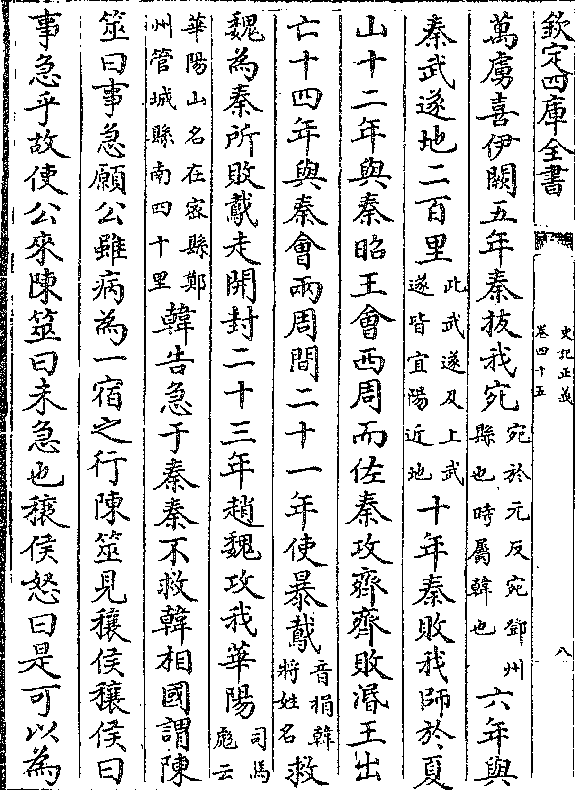 欽定四庫全書
史記正義
卷四十五
八
萬虜喜伊闕五年秦拔我宛宛於元反宛鄧州縣也時屬韓也六年與
秦武遂地二百里此武遂及上武遂皆宜陽近地十年秦敗我師於夏
山十二年與秦昭王會西周而佐秦攻齊齊敗湣王出
亡十四年與秦會兩周間二十一年使暴鳶音捐韓將姓名救
魏為秦所敗鳶走開封二十三年趙魏攻我華陽司馬彪云
華陽山名在密縣鄭州管城縣南四十里韓告急于秦秦不救韓相國謂陳
筮曰事急願公雖病為一宿之行陳筮見穰侯穰侯曰
事急乎故使公來陳筮曰未急也穰侯怒曰是可以為